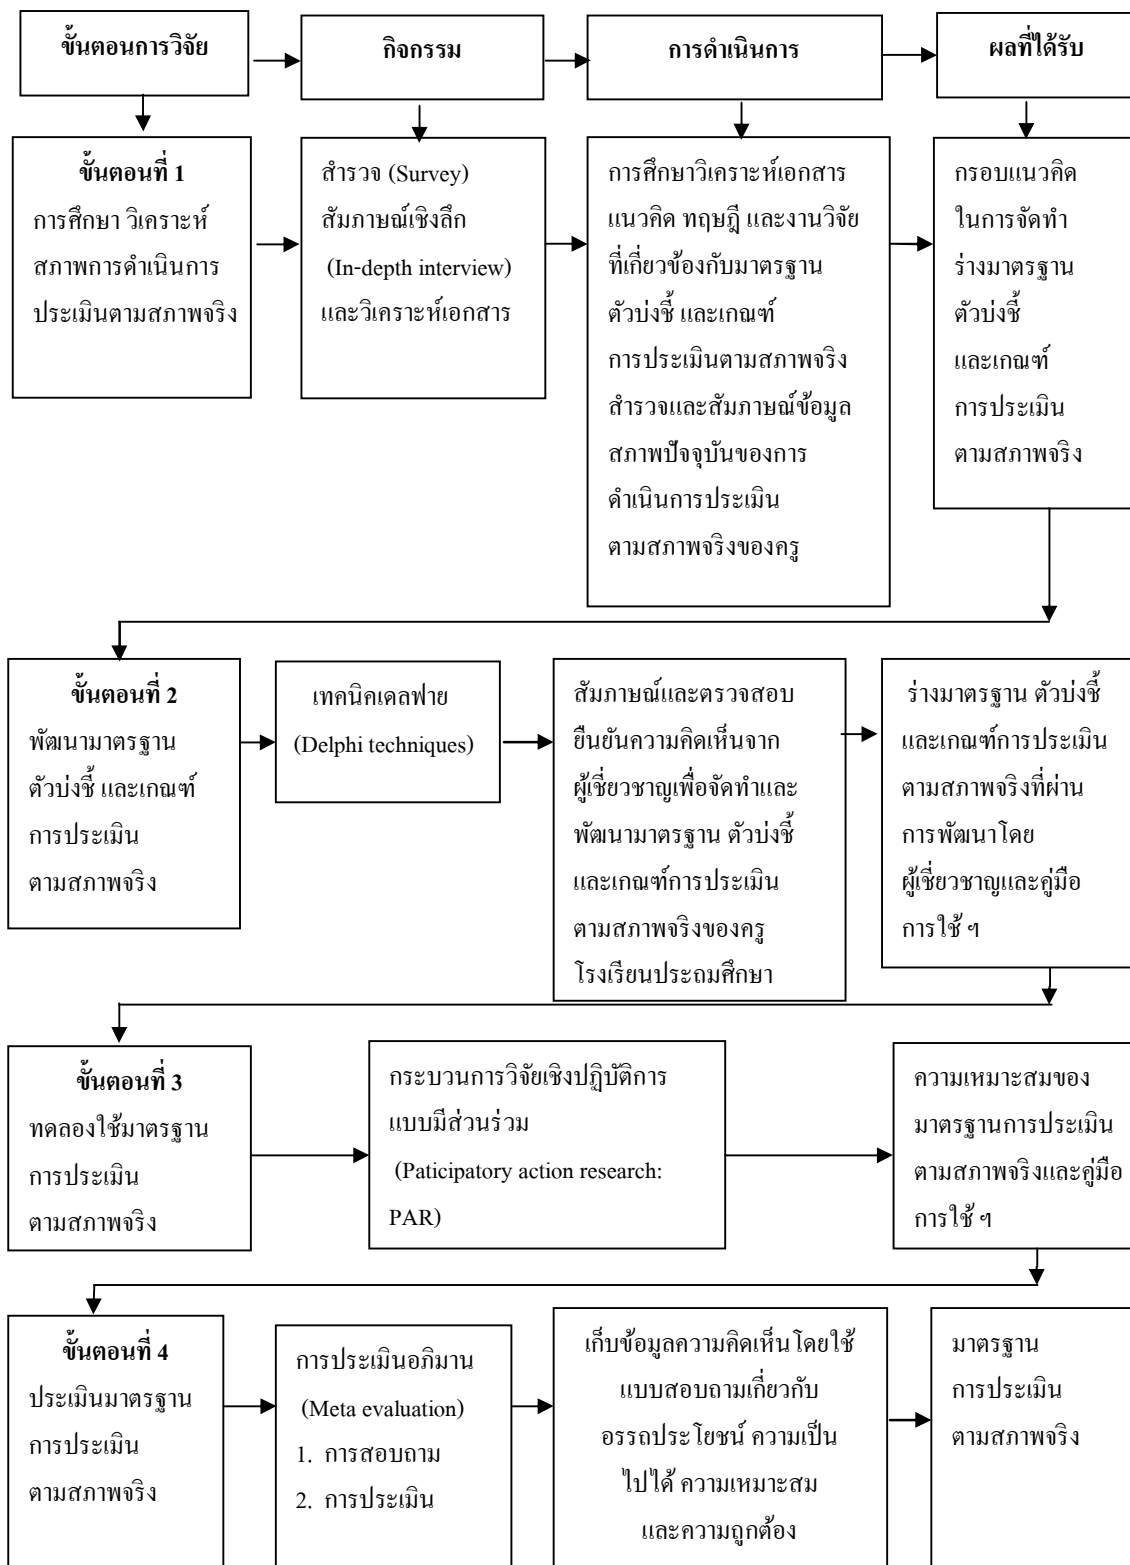 ขั้นตอนการวิจัย
กิจกรรม
การดำเนินการ
ผลที่ได้รับ
ขั้นตอนที่ 1
การศึกษา วิเคราะห์
สภาพการดำเนินการ
ประเมินตามสภาพจริง
สำรวจ (Survey)
สัมภาษณ์เชิงลึก
(In-depth interview)
และวิเคราะห์เอกสาร
การศึกษาวิเคราะห์เอกสาร
แนวคิด ทฤษฎี และงานวิจัย
ที่เกี่ยวข้องกับมาตรฐาน
ตัวบ่งชี้ และเกณฑ์
การประเมินตามสภาพจริง
สำรวจและสัมภาษณ์ข้อมูล
สภาพปัจจุบันของการ
ดำเนินการประเมิน
ตามสภาพจริงของครู
กรอบแนวคิด
ในการจัดทำ
ร่างมาตรฐาน
ตัวบ่งชี้
และเกณฑ์
การประเมิน
ตามสภาพจริง
ขั้นตอนที่ 2
พัฒนามาตรฐาน
ตัวบ่งชี้ และเกณฑ์
การประเมิน
ตามสภาพจริง
เทคนิคเดลฟาย
(Delphi techniques)
สัมภาษณ์และตรวจสอบ
ยืนยันความคิดเห็นจาก
ผู้เชี่ยวชาญเพื่อจัดทำและ
พัฒนามาตรฐาน ตัวบ่งชี้
และเกณฑ์การประเมิน
ตามสภาพจริงของครู
โรงเรียนประถมศึกษา
ร่างมาตรฐาน ตัวบ่งชี้
และเกณฑ์การประเมิน
ตามสภาพจริงที่ผ่าน
การพัฒนาโดย
ผู้เชี่ยวชาญและคู่มือ
การใช้ ฯ
ขั้นตอนที่ 3
ทดลองใช้มาตรฐาน
การประเมิน
ตามสภาพจริง
กระบวนการวิจัยเชิงปฏิบัติการ
แบบมีส่วนร่วม
(Paticipatory action research:
PAR)
ความเหมาะสมของ
มาตรฐานการประเมิน
ตามสภาพจริงและคู่มือ
การใช้ ฯ
ขั้นตอนที่ 4
ประเมินมาตรฐาน
การประเมิน
ตามสภาพจริง
การประเมินอภิมาน
(Meta evaluation)
1. การสอบถาม
2. การประเมิน
เก็บข้อมูลความคิดเห็นโดยใช้
แบบสอบถามเกี่ยวกับ
อรรถประโยชน์ ความเป็น
ไปได้ ความเหมาะสม
และความถูกต้อง
มาตรฐาน
การประเมิน
ตามสภาพจริง